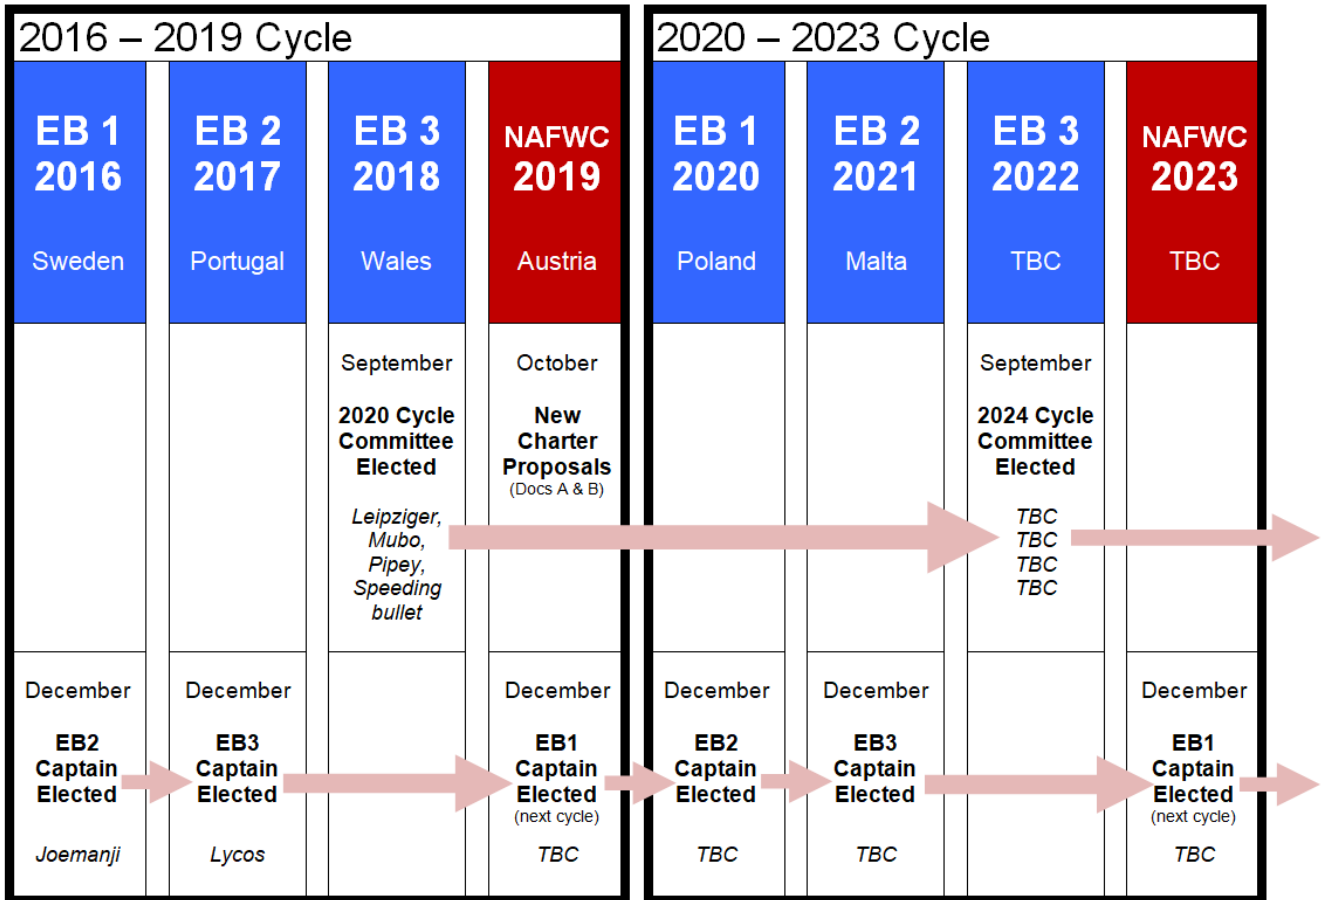 2016 – 2019 Cycle
EB 1
2016
Sweden
EB 2
2017
Portugal
EB 3
2018
Wales
NAFWC
2019
Austria
September
2020 Cycle
Committee
Elected
Leipziger,
Mubo,
Pipey,
Speeding
bullet
October
New
Charter
Proposals
(Docs A & B)
December
EB2
Captain
Elected
Joemanji
December
EB3
Captain
Elected
Lycos
December
EB1
Captain
Elected
(next cycle)
TBC
2020 – 2023 Cycle
EB 1
2020
Poland
EB 2
2021
Malta
EB 3
2022
TBC
NAFWC
2023
TBC
September
2024 Cycle
Committee
Elected
TBC
TBC
TBC
TBC
December
EB2
Captain
Elected
TBC
December
EB3
Captain
Elected
TBC
December
EB1
Captain
Elected
(next cycle)
TBC